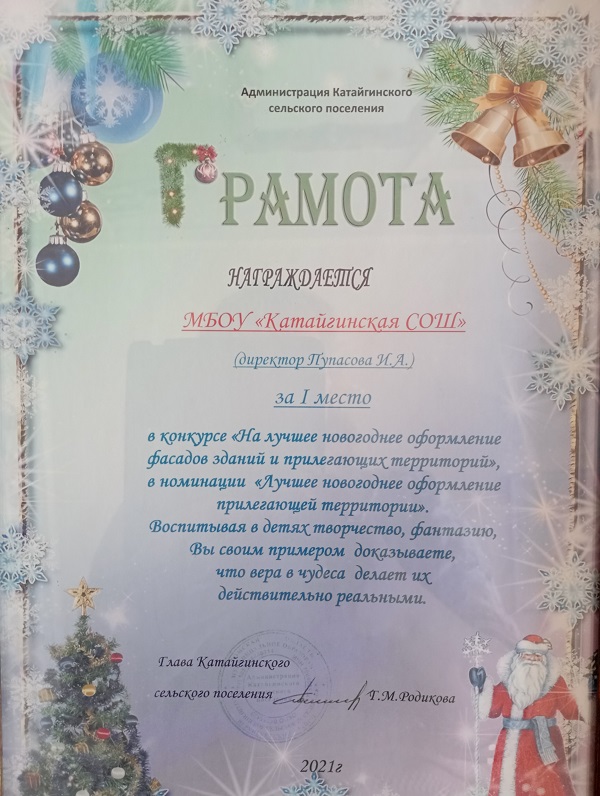 Администрация Катайгинского
сельского поселения
ГРАМОТА
НАГРАЖДАЕТСЯ
МБОУ «Катайгинская СОШ»
(директор Пупасова И.А.)
за I место
в конкурсе «На лучшее новогоднее оформление
фасадов зданий и прилегающих территорий»,
в номинации «Лучшее новогоднее оформление
прилегающей территории».
Воспитывая в детях творчество, фантазию,
Вы своим примером доказываете,
что вера в чудеса делает их
действительно реальными.
Глава Катайгинского
сельского поселения Т.М.Родикова
2021г